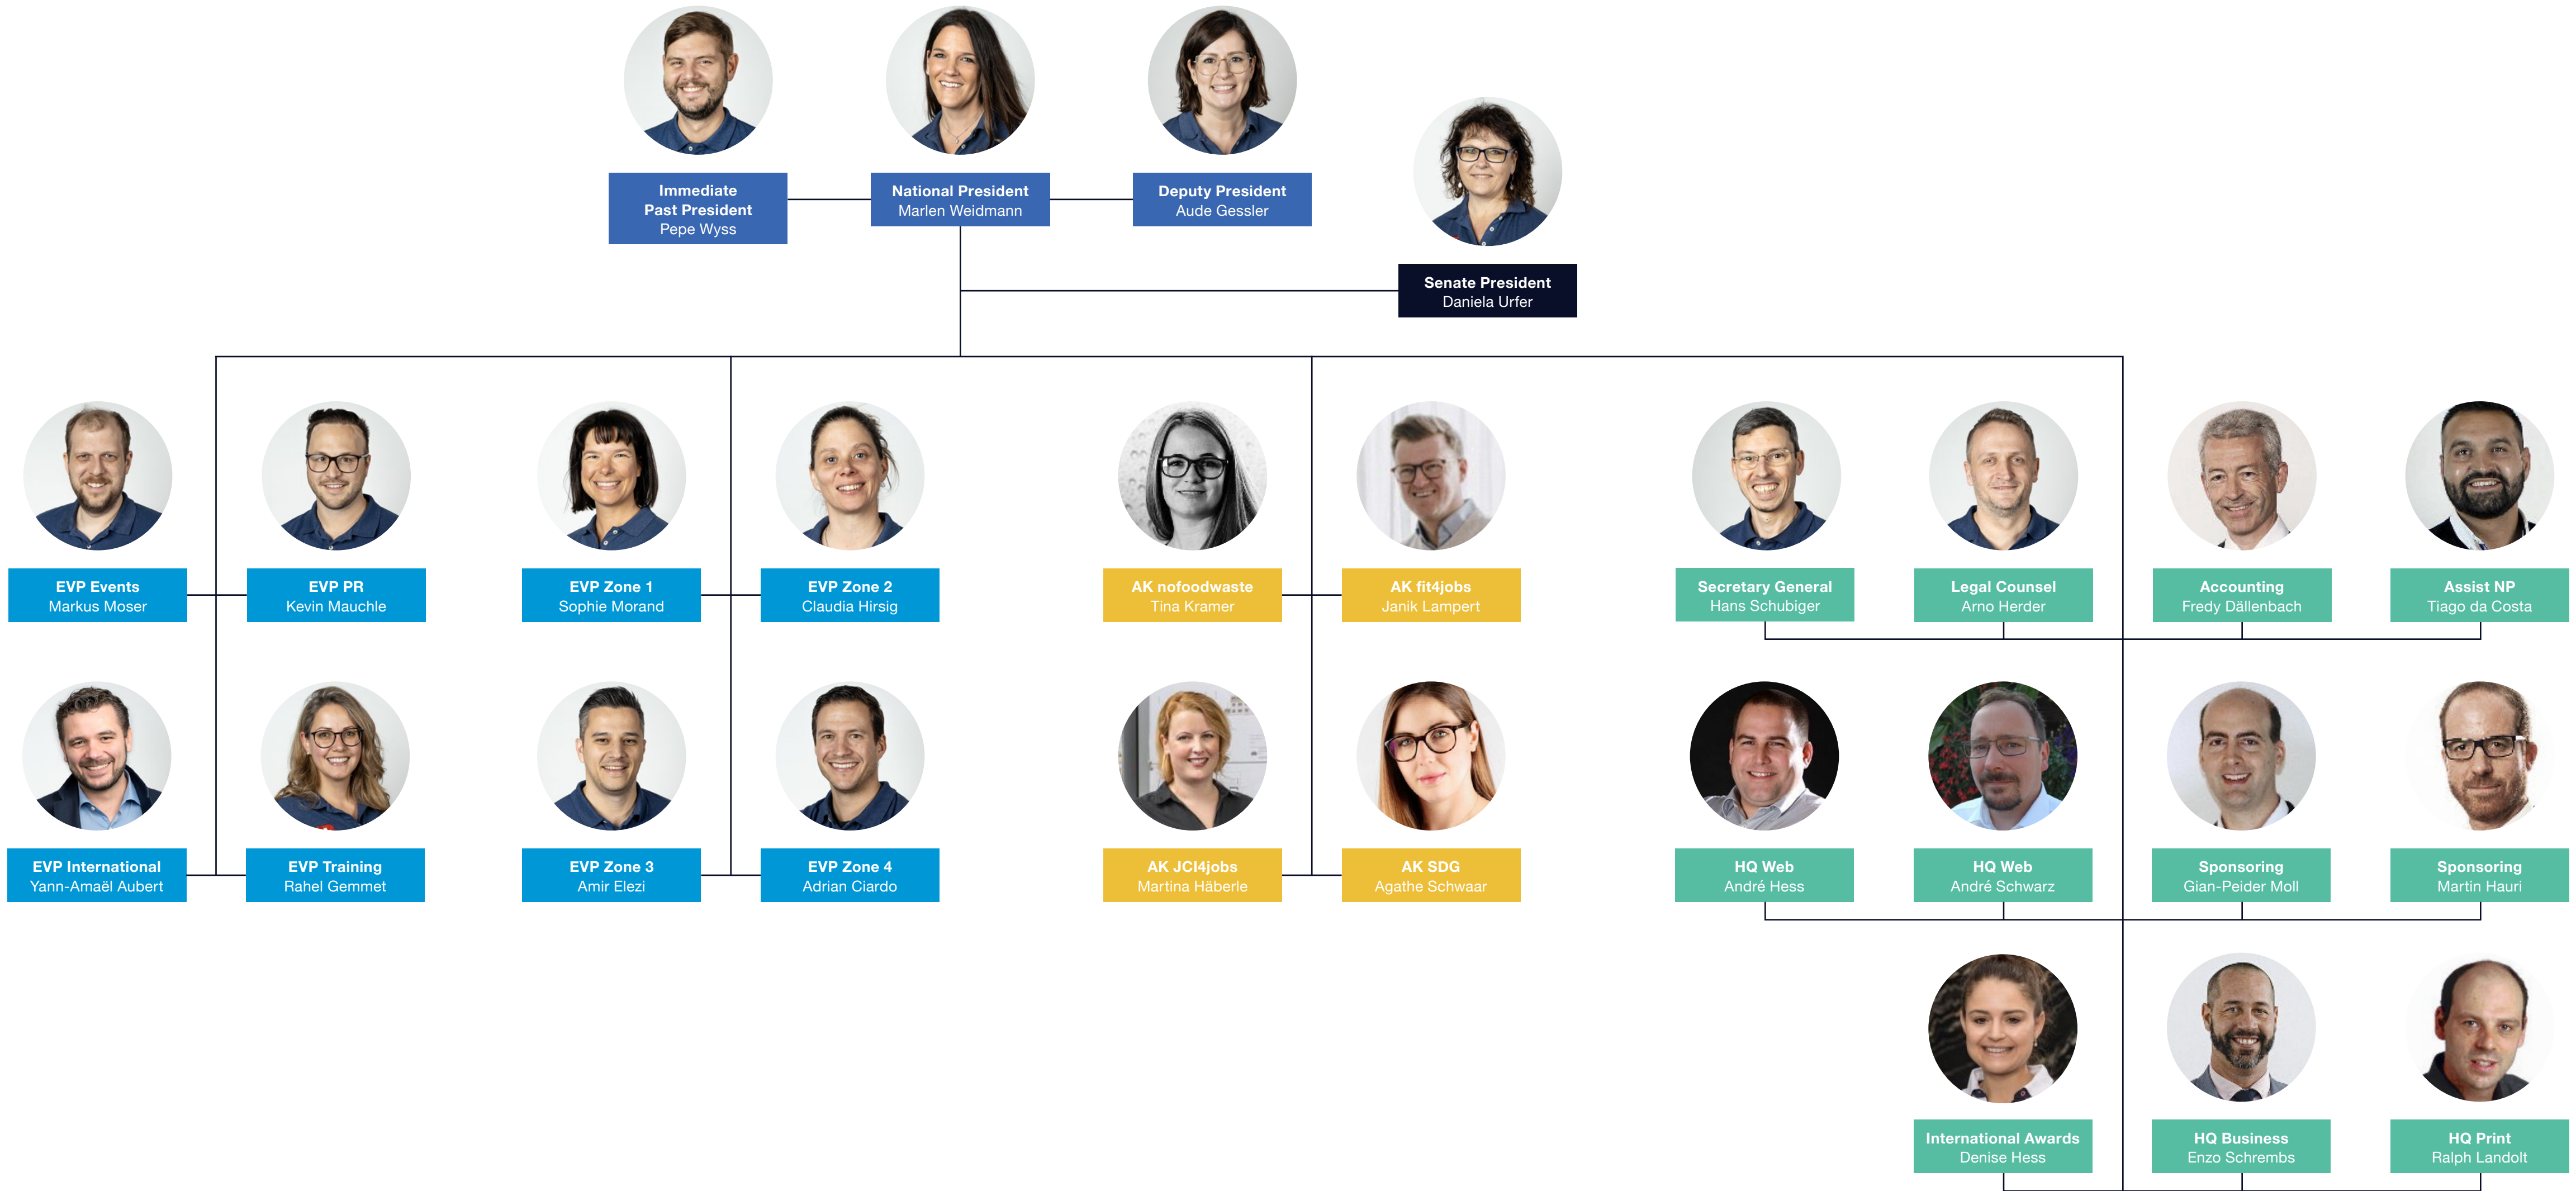 Immediate
Past President
Pepe Wyss
National President
Marlen Weidmann
Deputy President
Aude Gessler
Senate President
Daniela Urfer
EVP Events
Markus Moser
EVP PR
Kevin Mauchle
EVP Zone 1
Sophie Morand
EVP Zone 2
Claudia Hirsig
AK nofoodwaste
Tina Kramer
AK fit4jobs
Janik Lampert
Secretary General
Hans Schubiger
Legal Counsel
Arno Herder
Accounting
Fredy Dällenbach
Assist NP
Tiago da Costa
EVP International
Yann-Amaël Aubert
EVP Training
Rahel Gemmet
EVP Zone 3
Amir Elezi
EVP Zone 4
Adrian Ciardo
AK JCI4jobs
Martina Häberle
AK SDG
Agathe Schwaar
HQ Web
André Hess
HQ Web
André Schwarz
Sponsoring
Gian-Peider Moll
Sponsoring
Martin Hauri
International Awards
Denise Hess
HQ Business
Enzo Schrembs
HQ Print
Ralph Landolt